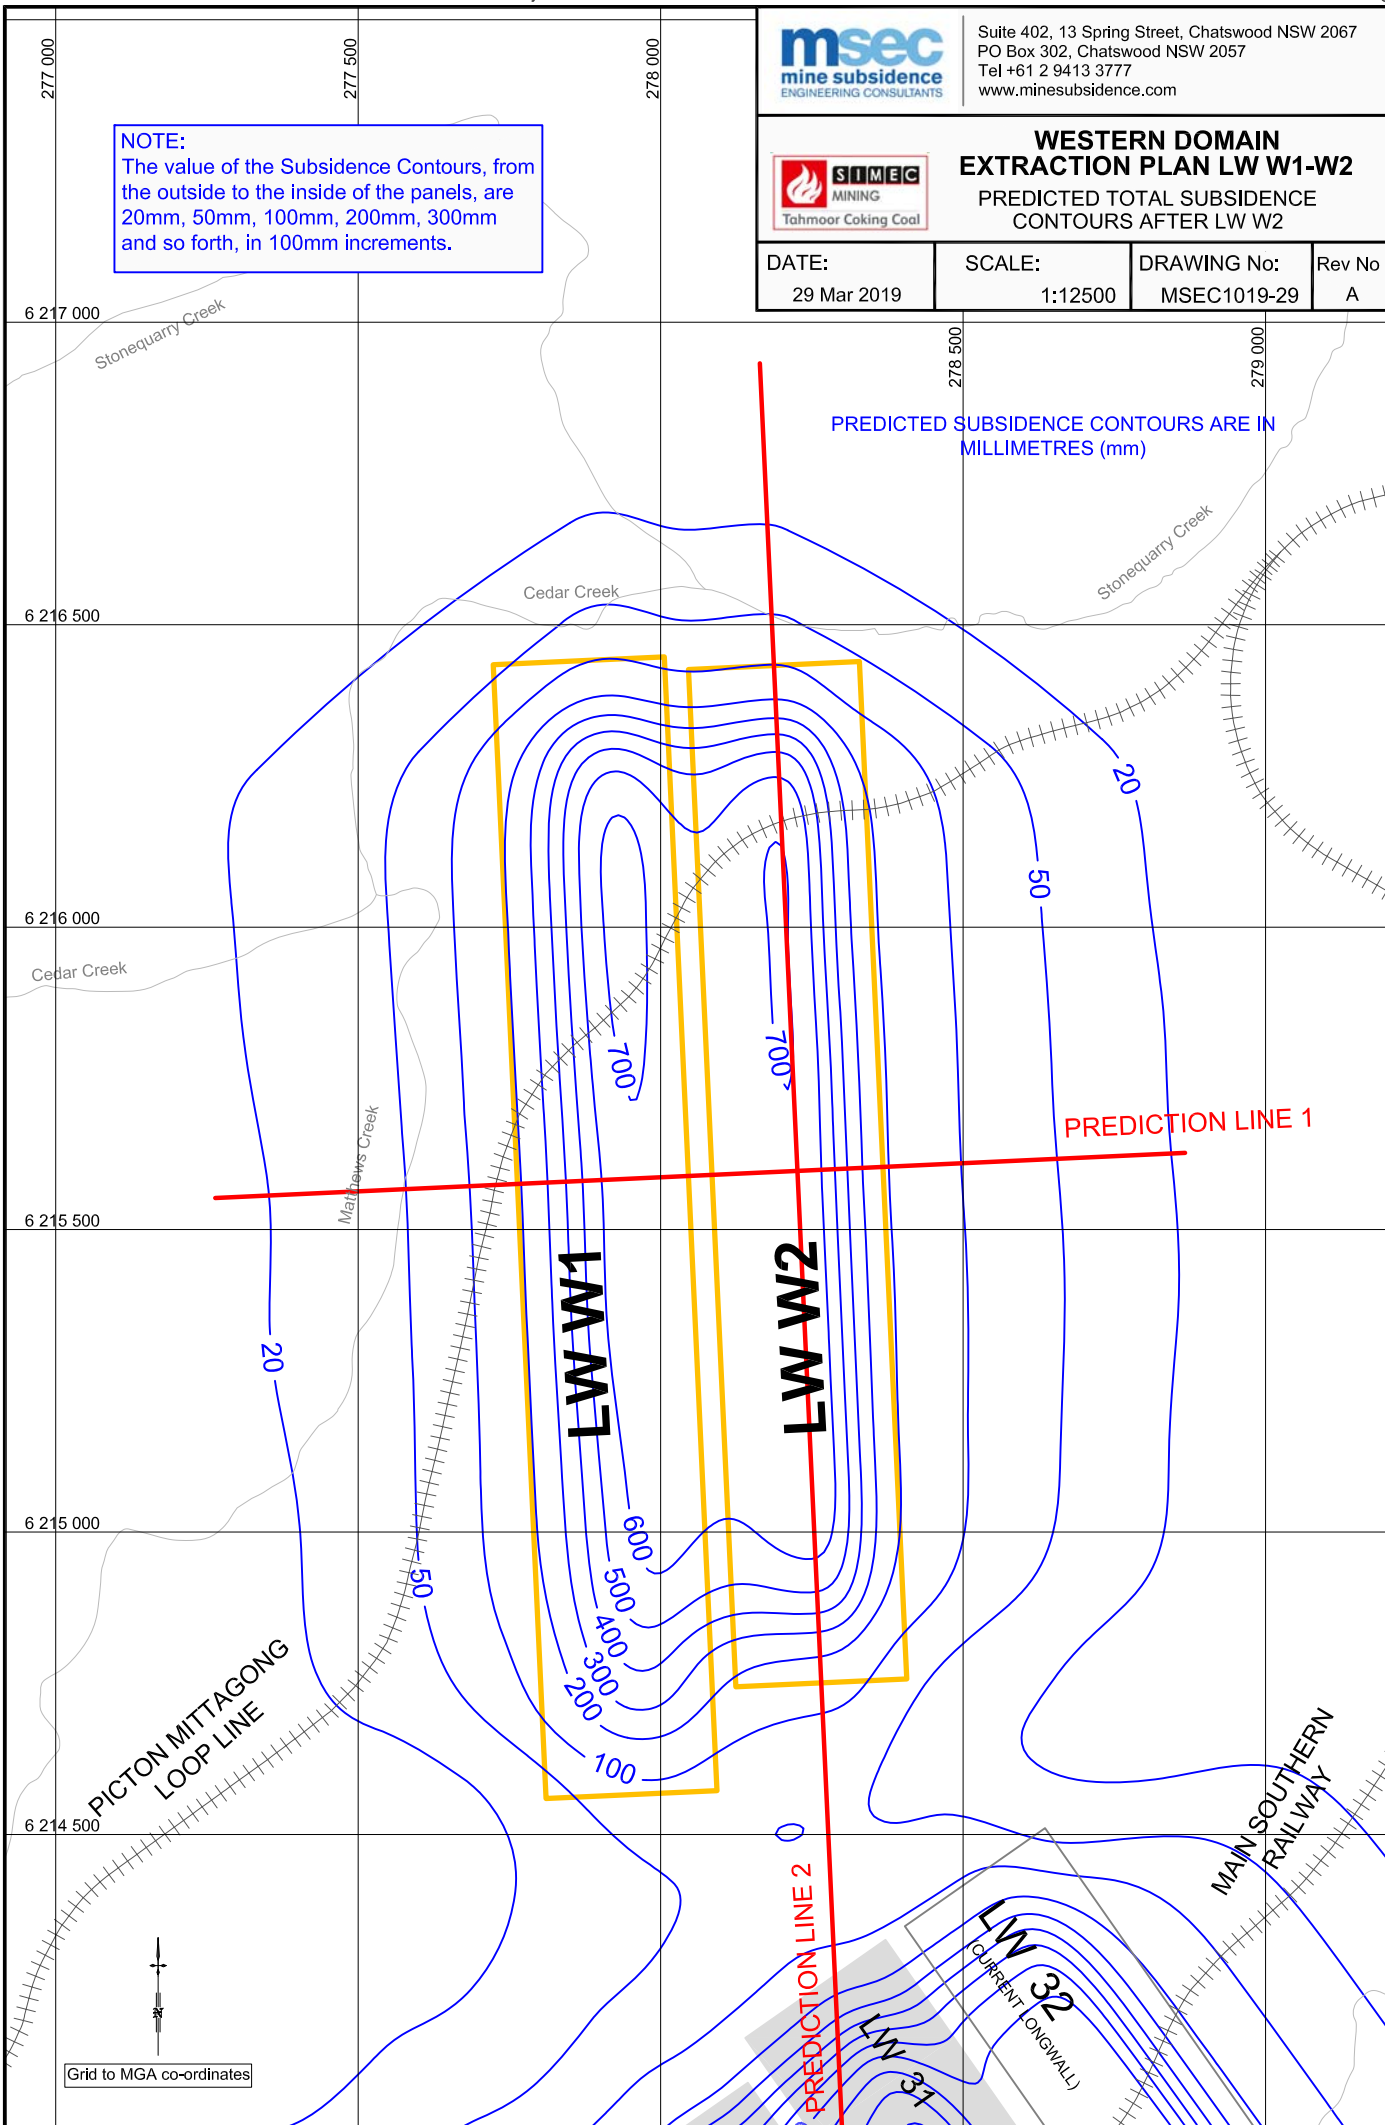 msec
mine subsidence
ENGINEERING CONSULTANTS
Suite 402, 13 Spring Street, Chatswood NSW 2067
PO Box 302, Chatswood NSW 2057
Tel +61 2 9413 3777
www.minesubsidence.com
SIMEC
MINING
Tahmoor Coking Coal
WESTERN DOMAIN
EXTRACTION PLAN LW W1-W2
PREDICTED TOTAL SUBSIDENCE
CONTOURS AFTER LW W2
DATE:
29 Mar 2019
SCALE:
1:12500
DRAWING No:
MSEC1019-29
Rev No
A
277 000
277 500
278 000
278 500
279 000
NOTE:
The value of the Subsidence Contours, from
the outside to the inside of the panels, are
20mm, 50mm, 100mm, 200mm, 300mm
and so forth, in 100mm increments.
6 217 000
Stonequarry Creek
PREDICTED SUBSIDENCE CONTOURS ARE IN
MILLIMETRES (mm)
Stonequarry Creek
Cedar Creek
6 216 500
20
50
6 216 000
Cedar Creek
700
700
PREDICTION LINE 1
Matthews Creek
6 215 500
LW W1
LW W2
20
6 215 000
600
50
500
400
300
200
100
PICTON MITTAGONG
LOOP LINE
MAIN SOUTHERN
RAILWAY
6 214 500
PREDICTION LINE 2
LW 32
(CURRENT LONGWALL)
LW 31
N
Grid to MGA co-ordinates